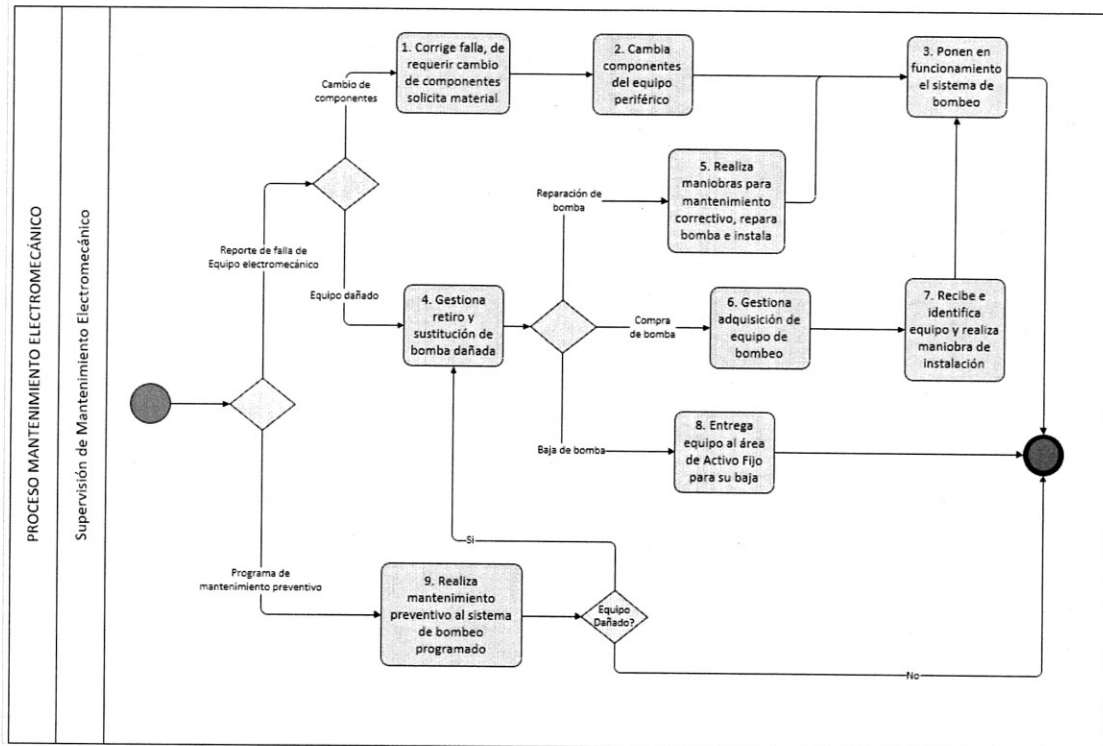 PROCESO MANTENIMIENTO ELECTROMECÁNICO
Supervisión de Mantenimiento Electromecánico
Cambio de
componentes
1. Corrige falla, de
requerir cambio
de componentes
solicita material
2. Cambia
componentes
del equipo
periférico
3. Ponen en
funcionamiento
el sistema de
bombeo
Reporte de falla de
Equipo electromecánico
Equipo dañado
4. Gestiona
retiro y
sustitución de
bomba dañada
Reparación de
bomba
5. Realiza
maniobras para
mantenimiento
correctivo, repara
bomba e instala
Compra
de bomba
6. Gestiona
adquisición de
equipo de
bombeo
7. Recibe e
identifica
equipo y realiza
maniobra de
instalación
Baja de bomba
8. Entrega
equipo al área
de Activo Fijo
para su baja
Programa de
mantenimiento preventivo
9. Realiza
mantenimiento
preventivo al sistema
de bombeo
programado
Equipo
Dañado?
Si
No